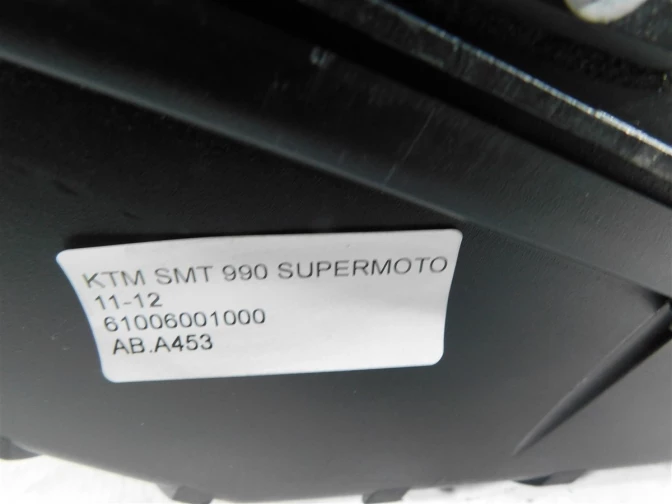 KTM SMT 990 SUPERMOTO
11-12
61006001000
AB.A453